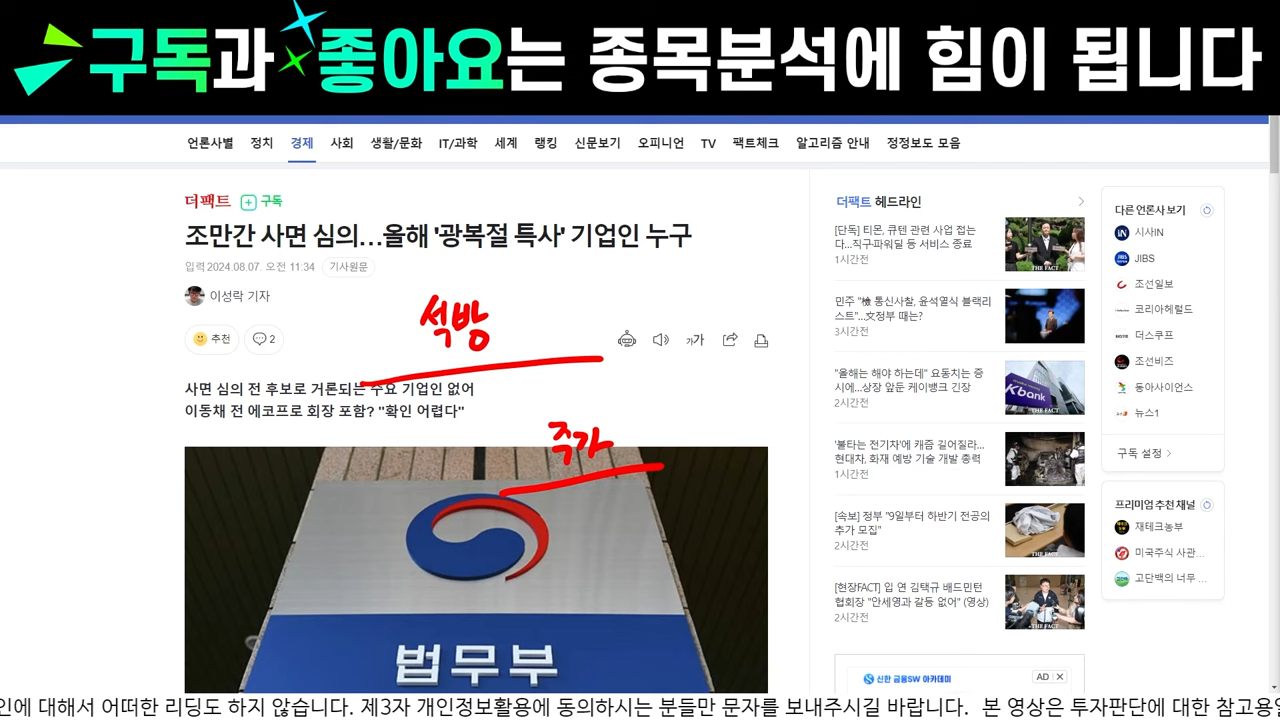 구독과 좋아요는 종목분석에 힘이 됩니다
언론사별 정치 경제 사회 생활/문화 IT/과학 세계 랭킹 신문보기 오피니언 TV 팩트체크 알고리즘 안내 정정보도 모음
더팩트 구독
조만간 사면 심의…올해 '광복절 특사' 기업인 누구
입력 2024.08.07. 오전 11:34 기사원문
이성락 기자
석방
추천 2 가가
사면 심의 전 후보로 거론되는 주요 기업인 없어
이동채 전 에코프로 회장 포함? "확인 어렵다"
주가
법무부
더팩트 헤드라인
[단독] 티몬, 큐텐 관련 사업 접는
다…직구·파워딜 등 서비스 종료
1시간전
THE FACT
민주 "檢 통신사찰, 윤석열식 블랙리
스트"…文정부 때는?
3시간전
"올해는 해야 하는데" 요동치는 증
시에…상장 앞둔 케이뱅크 긴장
2시간전
Kbank
THE FACT
'불타는 전기차'에 캐즘 길어질라…
현대차, 화재 예방 기술 개발 총력
1시간전
THE FACT
[속보] 정부 "9일부터 하반기 전공의
추가 모집"
2시간전
THE FACT
[현장FACT] 입 연 김택규 배드민턴
협회장 "안세영과 갈등 없어" (영상)
2시간전
THE FACT
신한 금융SW 아카데미
AD
다른 언론사 보기
시사IN
JIBS
조선일보
코리아헤럴드
더스쿠프
조선비즈
동아사이언스
뉴스1
구독 설정
프리미엄 추천 채널
재테크농부
미국주식 사관…
고단백의 너무 …
인에 대해서 어떠한 리딩도 하지 않습니다. 제3자 개인정보활용에 동의하시는 분들만 문자를 보내주시길 바랍니다. 본 영상은 투자판단에 대한 참고용일